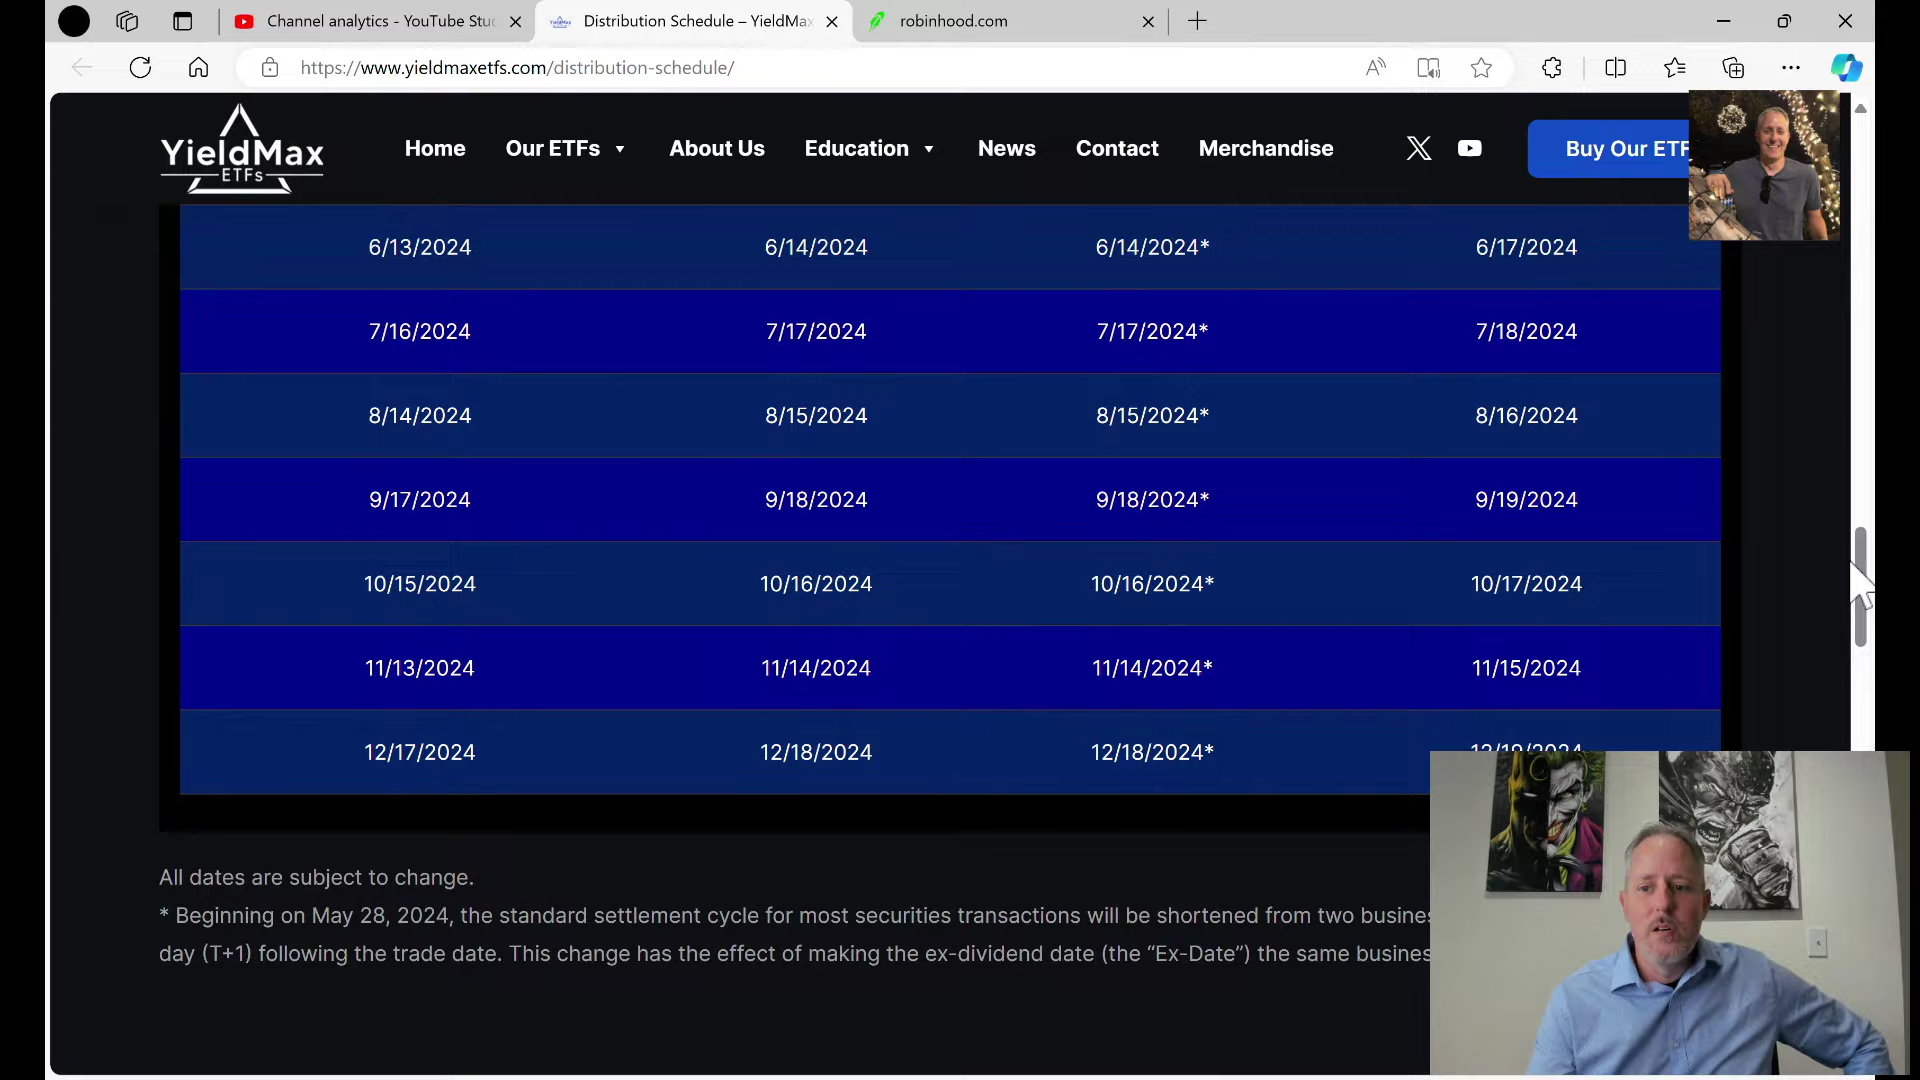 Channel analytics - YouTube Stu
Distribution Schedule – YieldMax
robinhood.com
https://www.yieldmaxetfs.com/distribution-schedule/
YieldMax
ETFs
Home
Our ETFs
About Us
Education
News
Contact
Merchandise
Buy Our ETF
6/13/2024 6/14/2024 6/14/2024* 6/17/2024
7/16/2024 7/17/2024 7/17/2024* 7/18/2024
8/14/2024 8/15/2024 8/15/2024* 8/16/2024
9/17/2024 9/18/2024 9/18/2024* 9/19/2024
10/15/2024 10/16/2024 10/16/2024* 10/17/2024
11/13/2024 11/14/2024 11/14/2024* 11/15/2024
12/17/2024 12/18/2024 12/18/2024* 12/19/2024
All dates are subject to change.
* Beginning on May 28, 2024, the standard settlement cycle for most securities transactions will be shortened from two busines
day (T+1) following the trade date. This change has the effect of making the ex-dividend date (the “Ex-Date”) the same busines